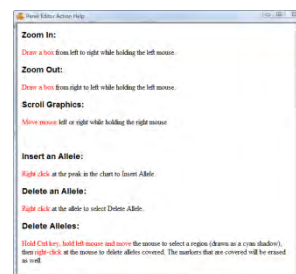 Panel Editor Action Help
Zoom In:
Draw a box from left to right while holding the left mouse.
Zoom Out:
Draw a box from right to left while holding the left mouse.
Scroll Graphics:
Move mouse left or right while holding the right mouse
Insert an Allele:
Right click at the peak in the chart to Insert Allele.
Delete an Allele:
Right click at the allele to select Delete Allele.
Delete Alleles:
Hold Ctrl key, hold left mouse and move the mouse to select a region (drawn as a cyan shadow),
then right-click at the mouse to delete alleles covered. The markers that are covered will be erased
as well.